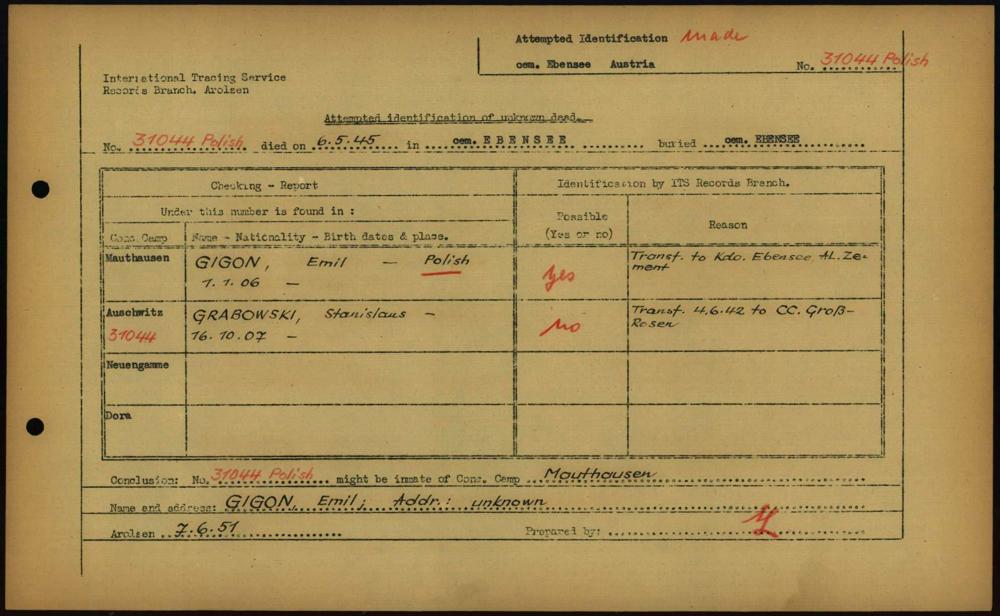 Attempted Identification made
cem. Ebensee Austria No. 31044 Polish
International Tracing Service
Records Branch, Arolsen
Attempted identification of unknown dead.
No. 31044 Polish died on 6.5.45 in cem. EBENSEE buried cem. EBENSEE
Checking - Report Identification by ITS Records Branch.
Under this number is found in :
Conc. Camp Name - Nationality - Birth dates & place. Possible (Yes or no) Reason
Mauthausen GIGON, Emil — Polish yes Transf. to Kdo. Ebensee, AL. Ze-
1.1.06 — ment
Auschwitz GRABOWSKI, Stanislaus — no Transf. 4.6.42 to CC. Groß-
31044 16.10.07 — Rosen
Neuengamme
Dora
Conclusion: No. 31044 Polish might be inmate of Conc. Camp Mauthausen
Name and address: GIGON, Emil; Addr.: unknown
Arolsen 7.6.51 Prepared by: